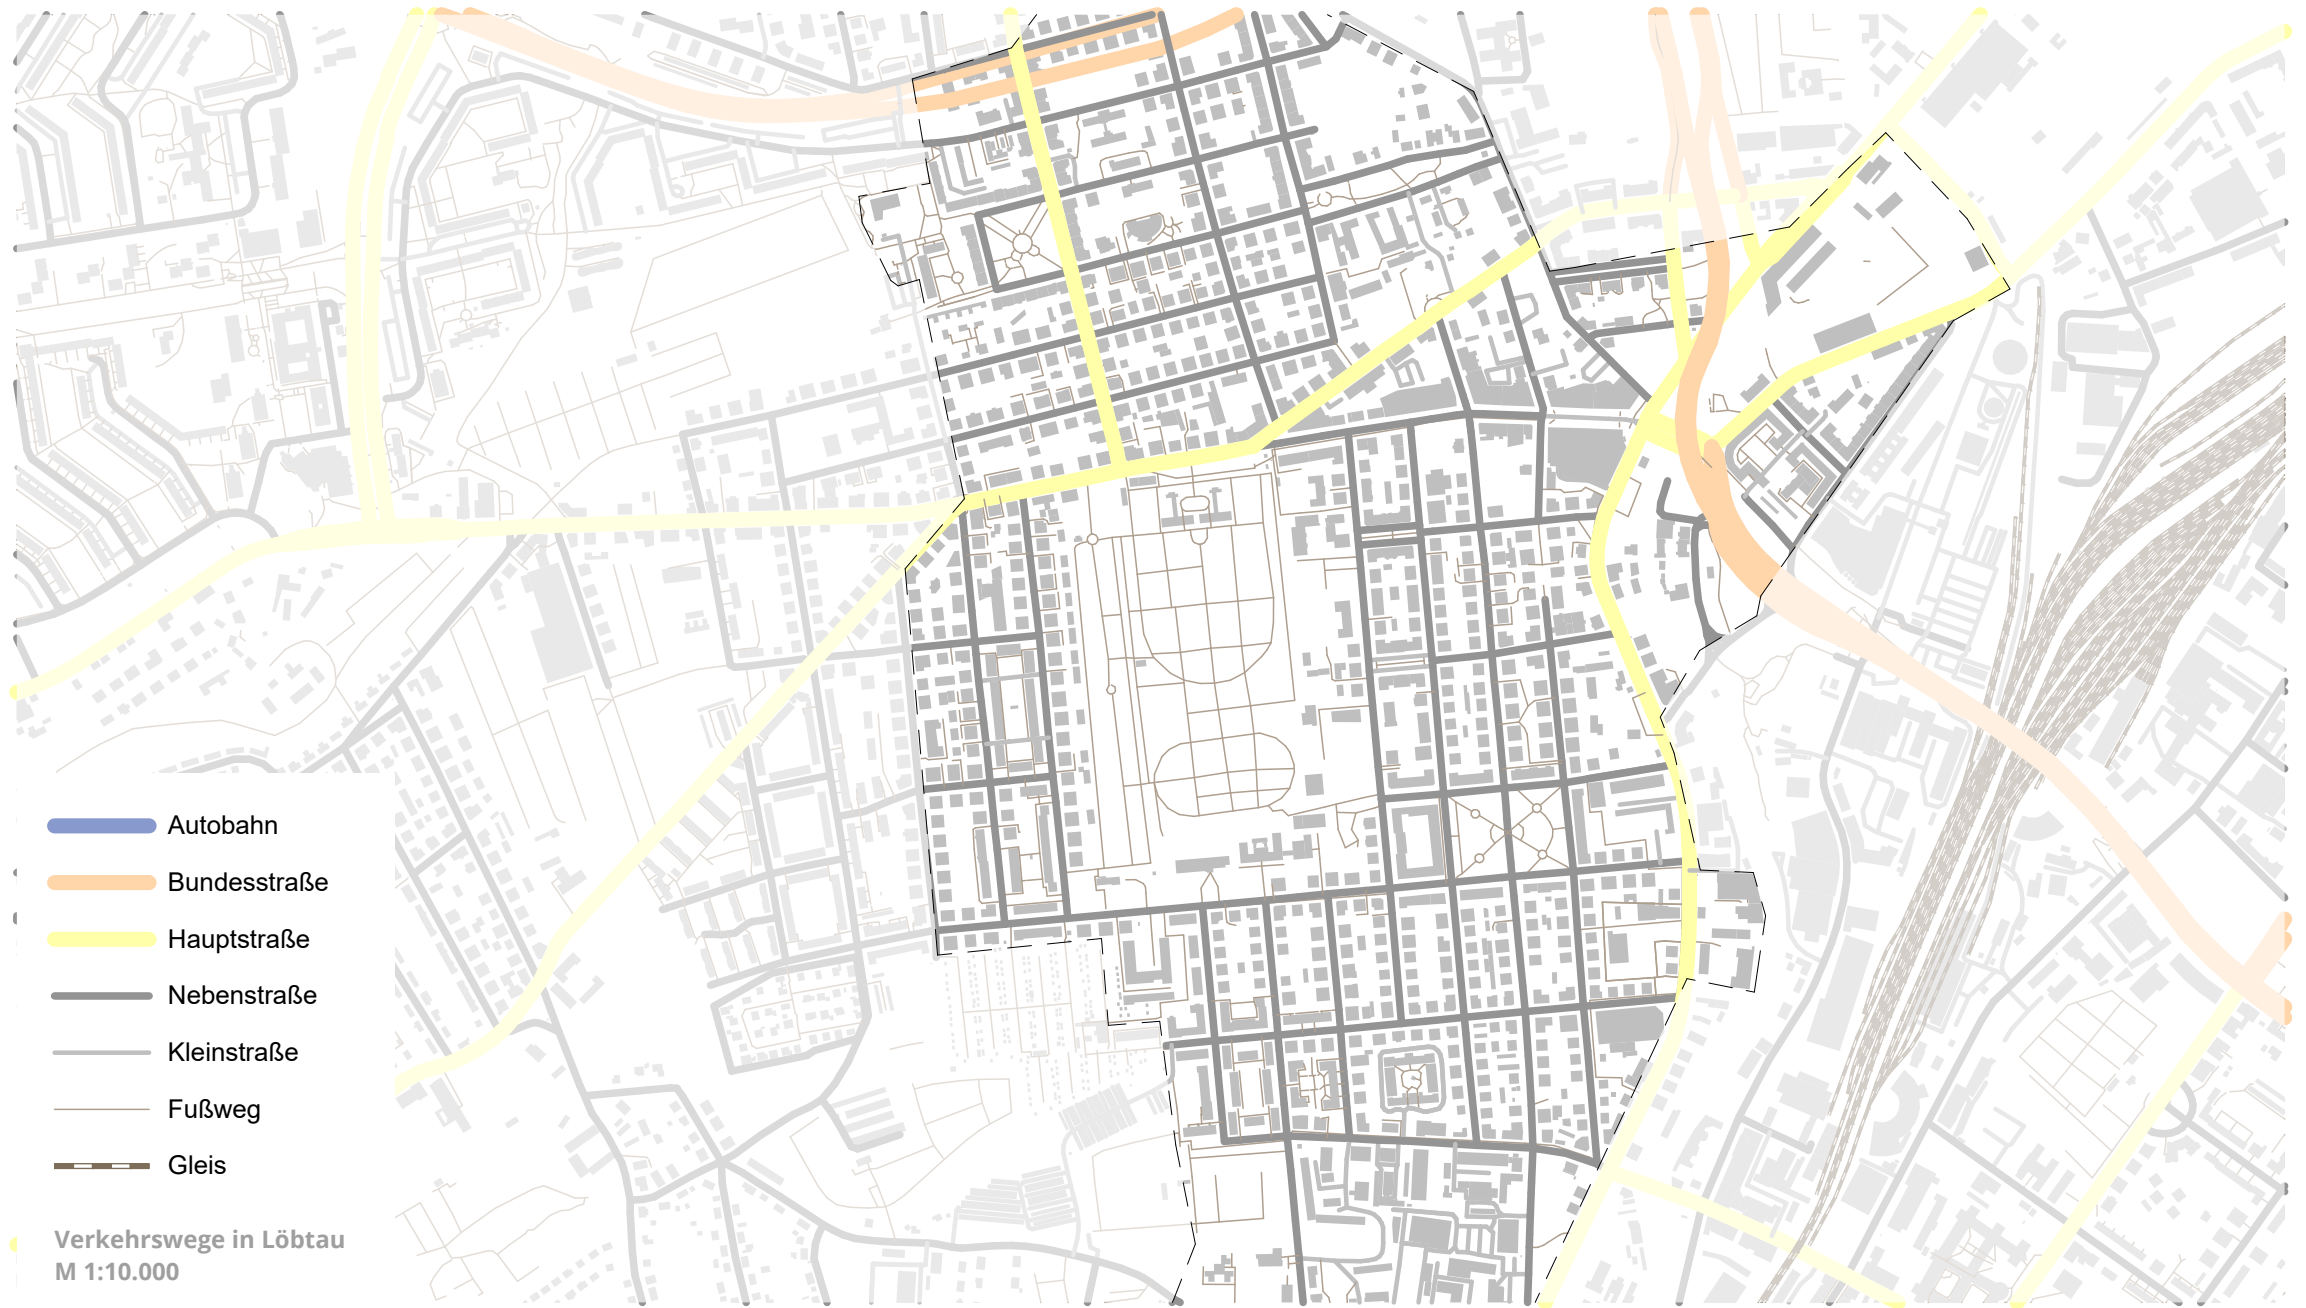 Autobahn
Bundesstraße
Hauptstraße
Nebenstraße
Kleinstraße
Fußweg
Gleis
Verkehrswege in Löbtau
M 1:10.000